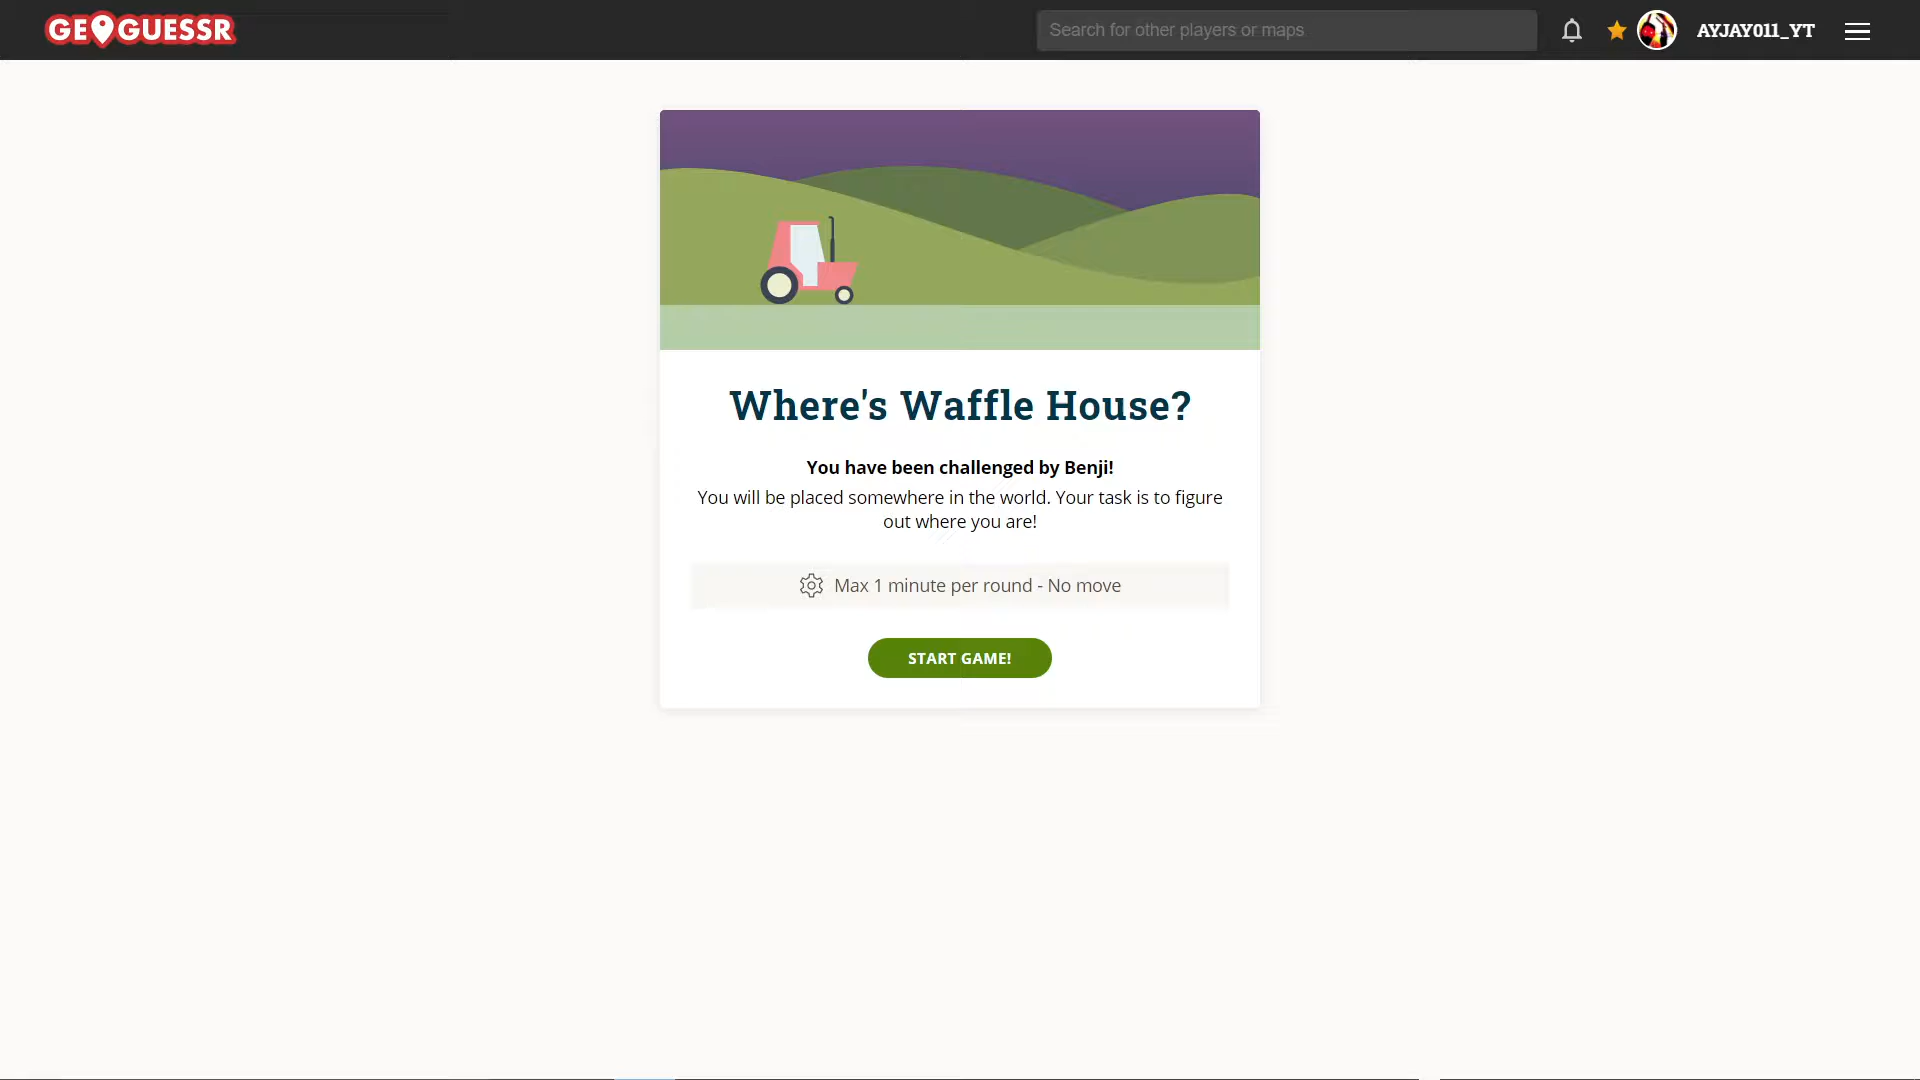 GEOGUESSR
Search for other players or maps
AYJAY011_YT
Where's Waffle House?
You have been challenged by Benji!
You will be placed somewhere in the world. Your task is to figure
out where you are!
Max 1 minute per round - No move
START GAME!